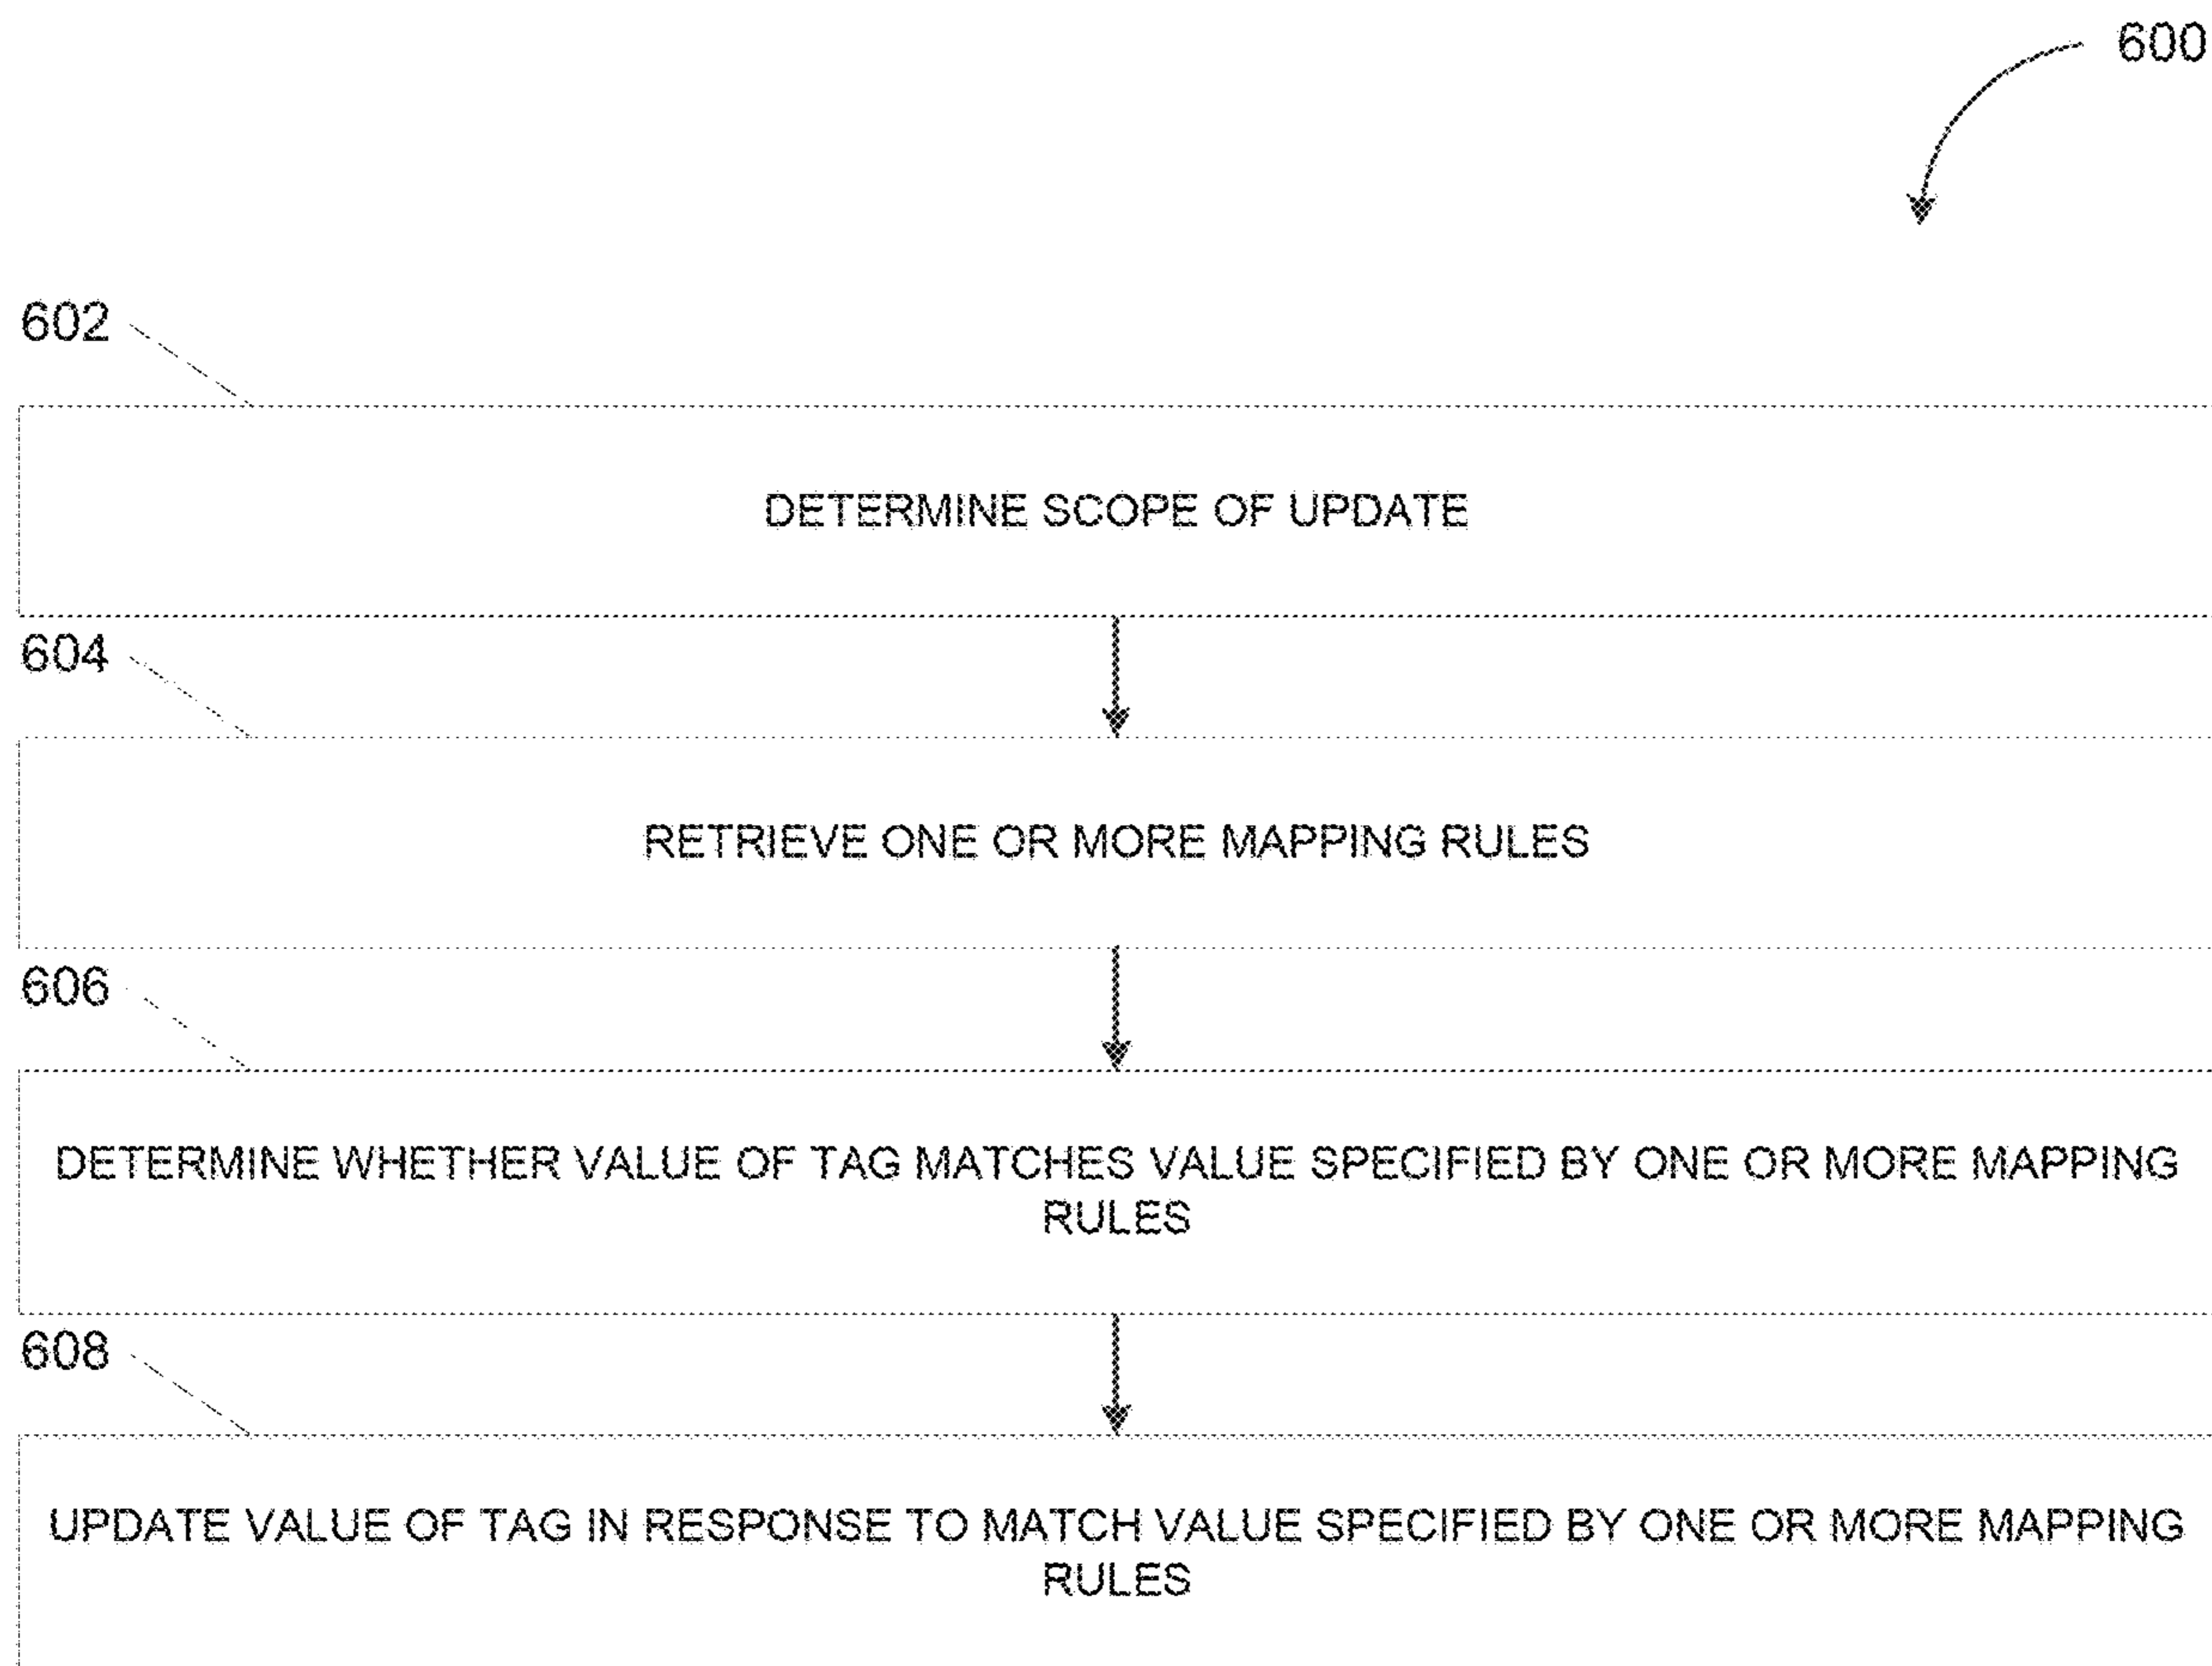 600
602
DETERMINE SCOPE OF UPDATE
604
RETRIEVE ONE OR MORE MAPPING RULES
606
DETERMINE WHETHER VALUE OF TAG MATCHES VALUE SPECIFIED BY ONE OR MORE MAPPING
RULES
608
UPDATE VALUE OF TAG IN RESPONSE TO MATCH VALUE SPECIFIED BY ONE OR MORE MAPPING
RULES